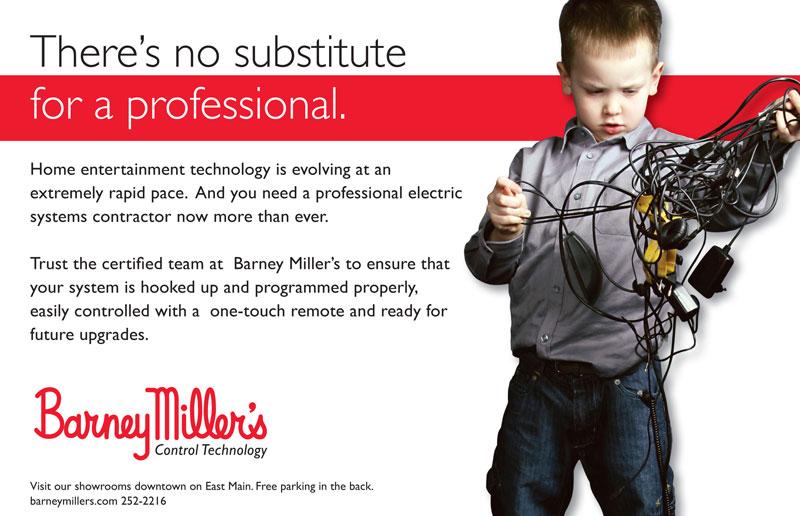 There's no substitute
for a professional.
Home entertainment technology is evolving at an
extremely rapid pace. And you need a professional electric
systems contractor now more than ever.
Trust the certified team at Barney Miller's to ensure that
your system is hooked up and programmed properly,
easily controlled with a one-touch remote and ready for
future upgrades.
Barney Miller's
Control Technology
Visit our showrooms downtown on East Main. Free parking in the back.
barneymillers.com 252-2216